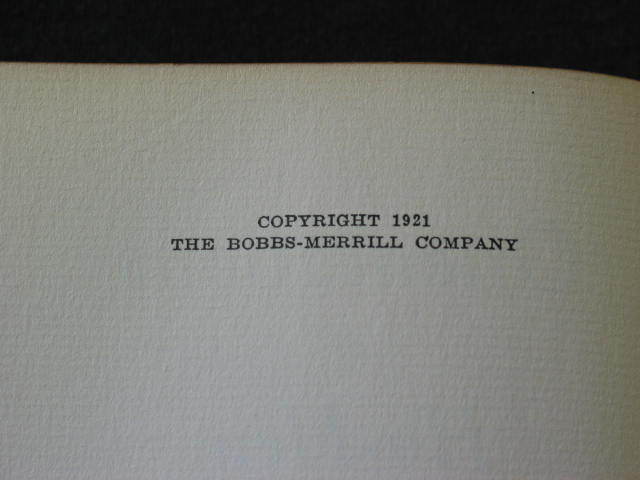 COPYRIGHT 1921
THE BOBBS-MERRILL COMPANY